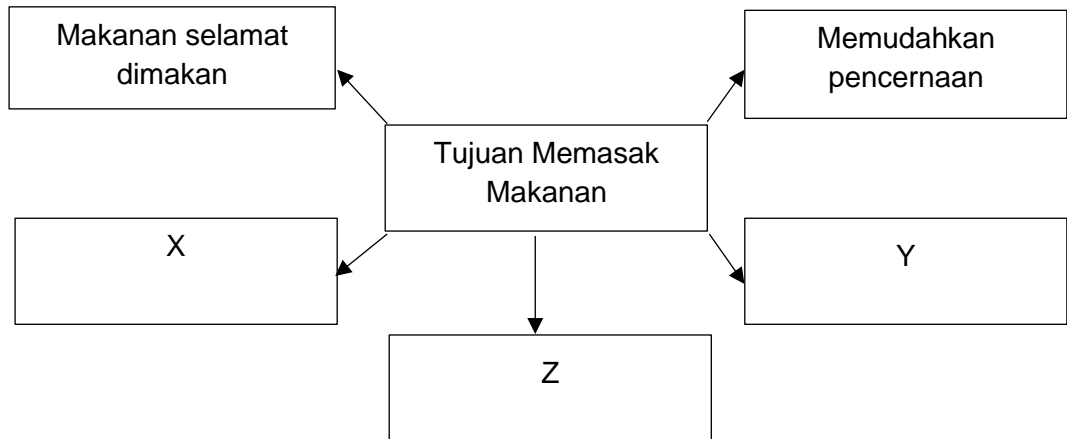 Makanan selamat
dimakan
Memudahkan
pencernaan
Tujuan Memasak
Makanan
X
Y
Z